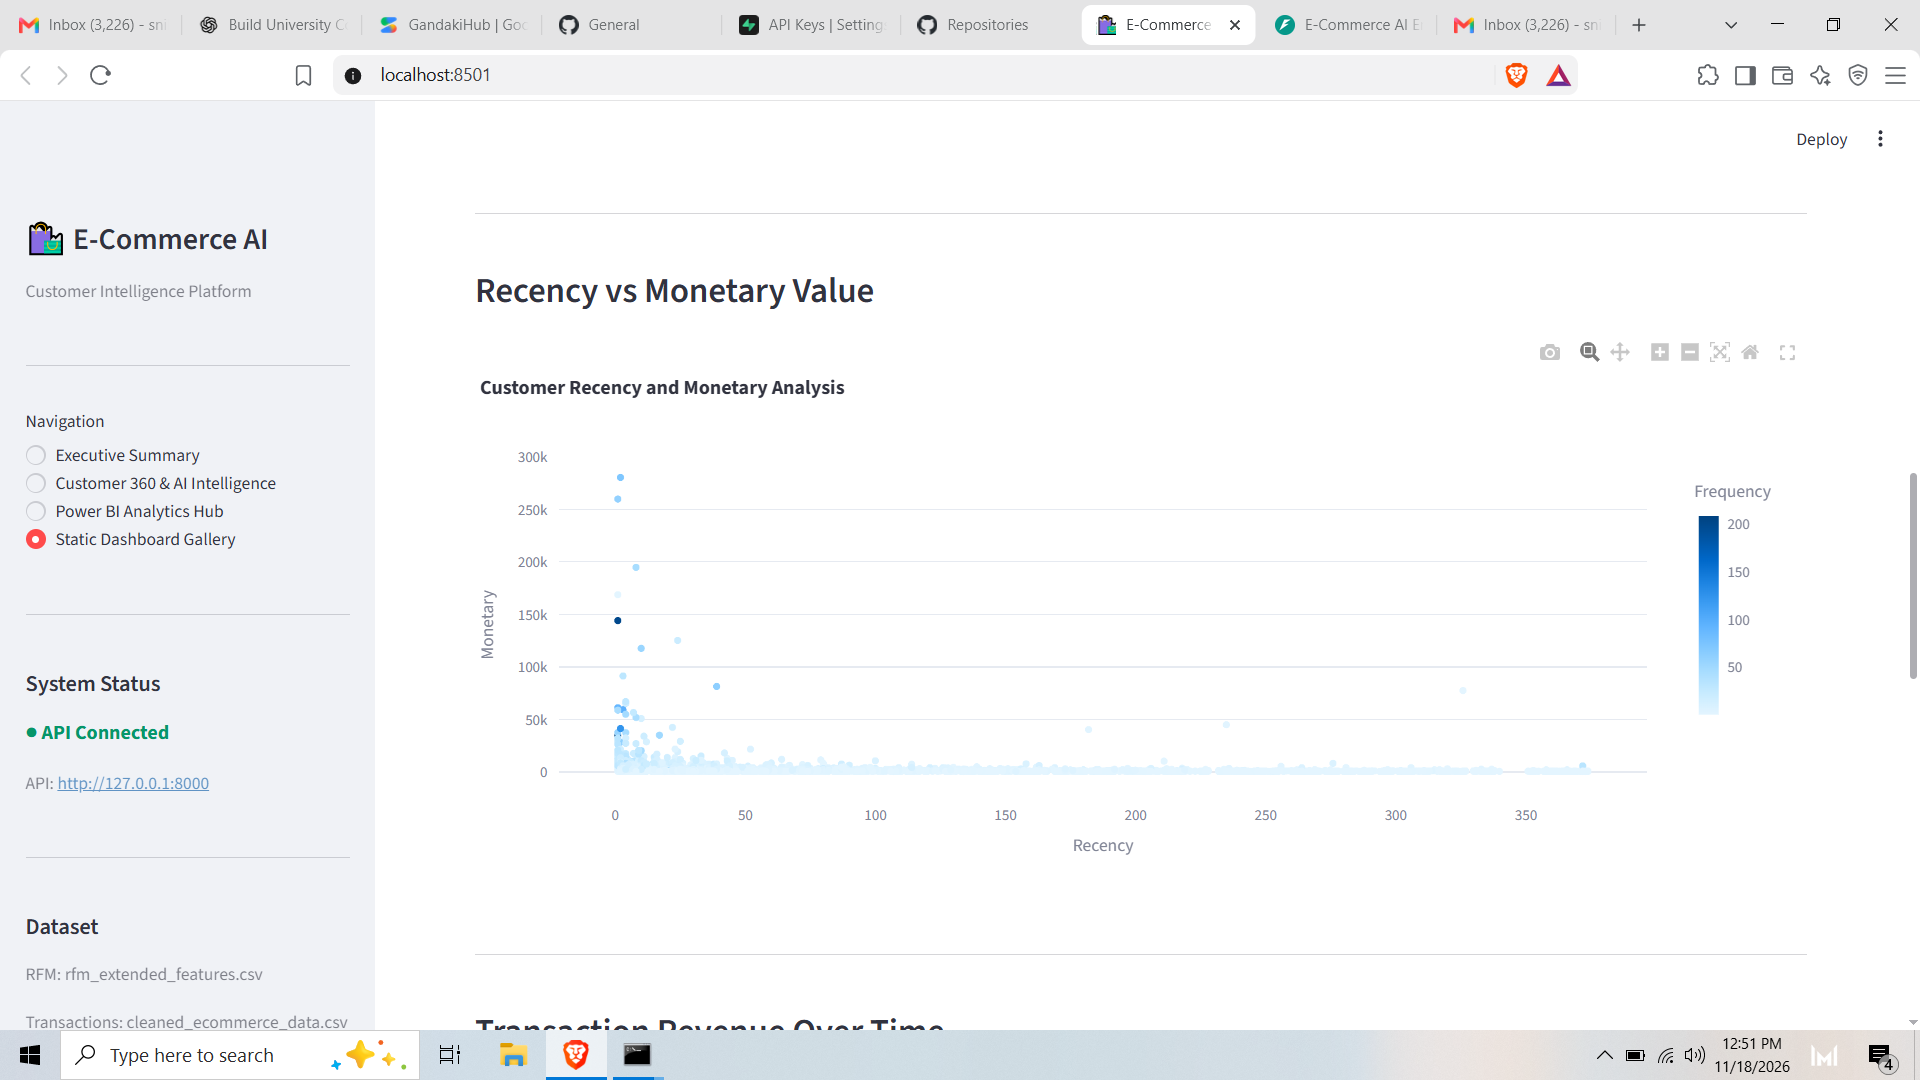 Inbox (3,226) - sni
Build University C
GandakiHub | Goo
General
API Keys | Settings
Repositories
E-Commerce
E-Commerce AI E
Inbox (3,226) - sni
localhost:8501
Deploy
E-Commerce AI
Customer Intelligence Platform
Navigation
Executive Summary
Customer 360 & AI Intelligence
Power BI Analytics Hub
Static Dashboard Gallery
System Status
API Connected
API: http://127.0.0.1:8000
Dataset
RFM: rfm_extended_features.csv
Transactions: cleaned_ecommerce_data.csv
Recency vs Monetary Value
Customer Recency and Monetary Analysis
300k
250k
200k
150k
100k
50k
0
Monetary
0 50 100 150 200 250 300 350
Recency
Frequency
200
150
100
50
Transaction Revenue Over Time
Type here to search
12:51 PM
11/18/2026
4